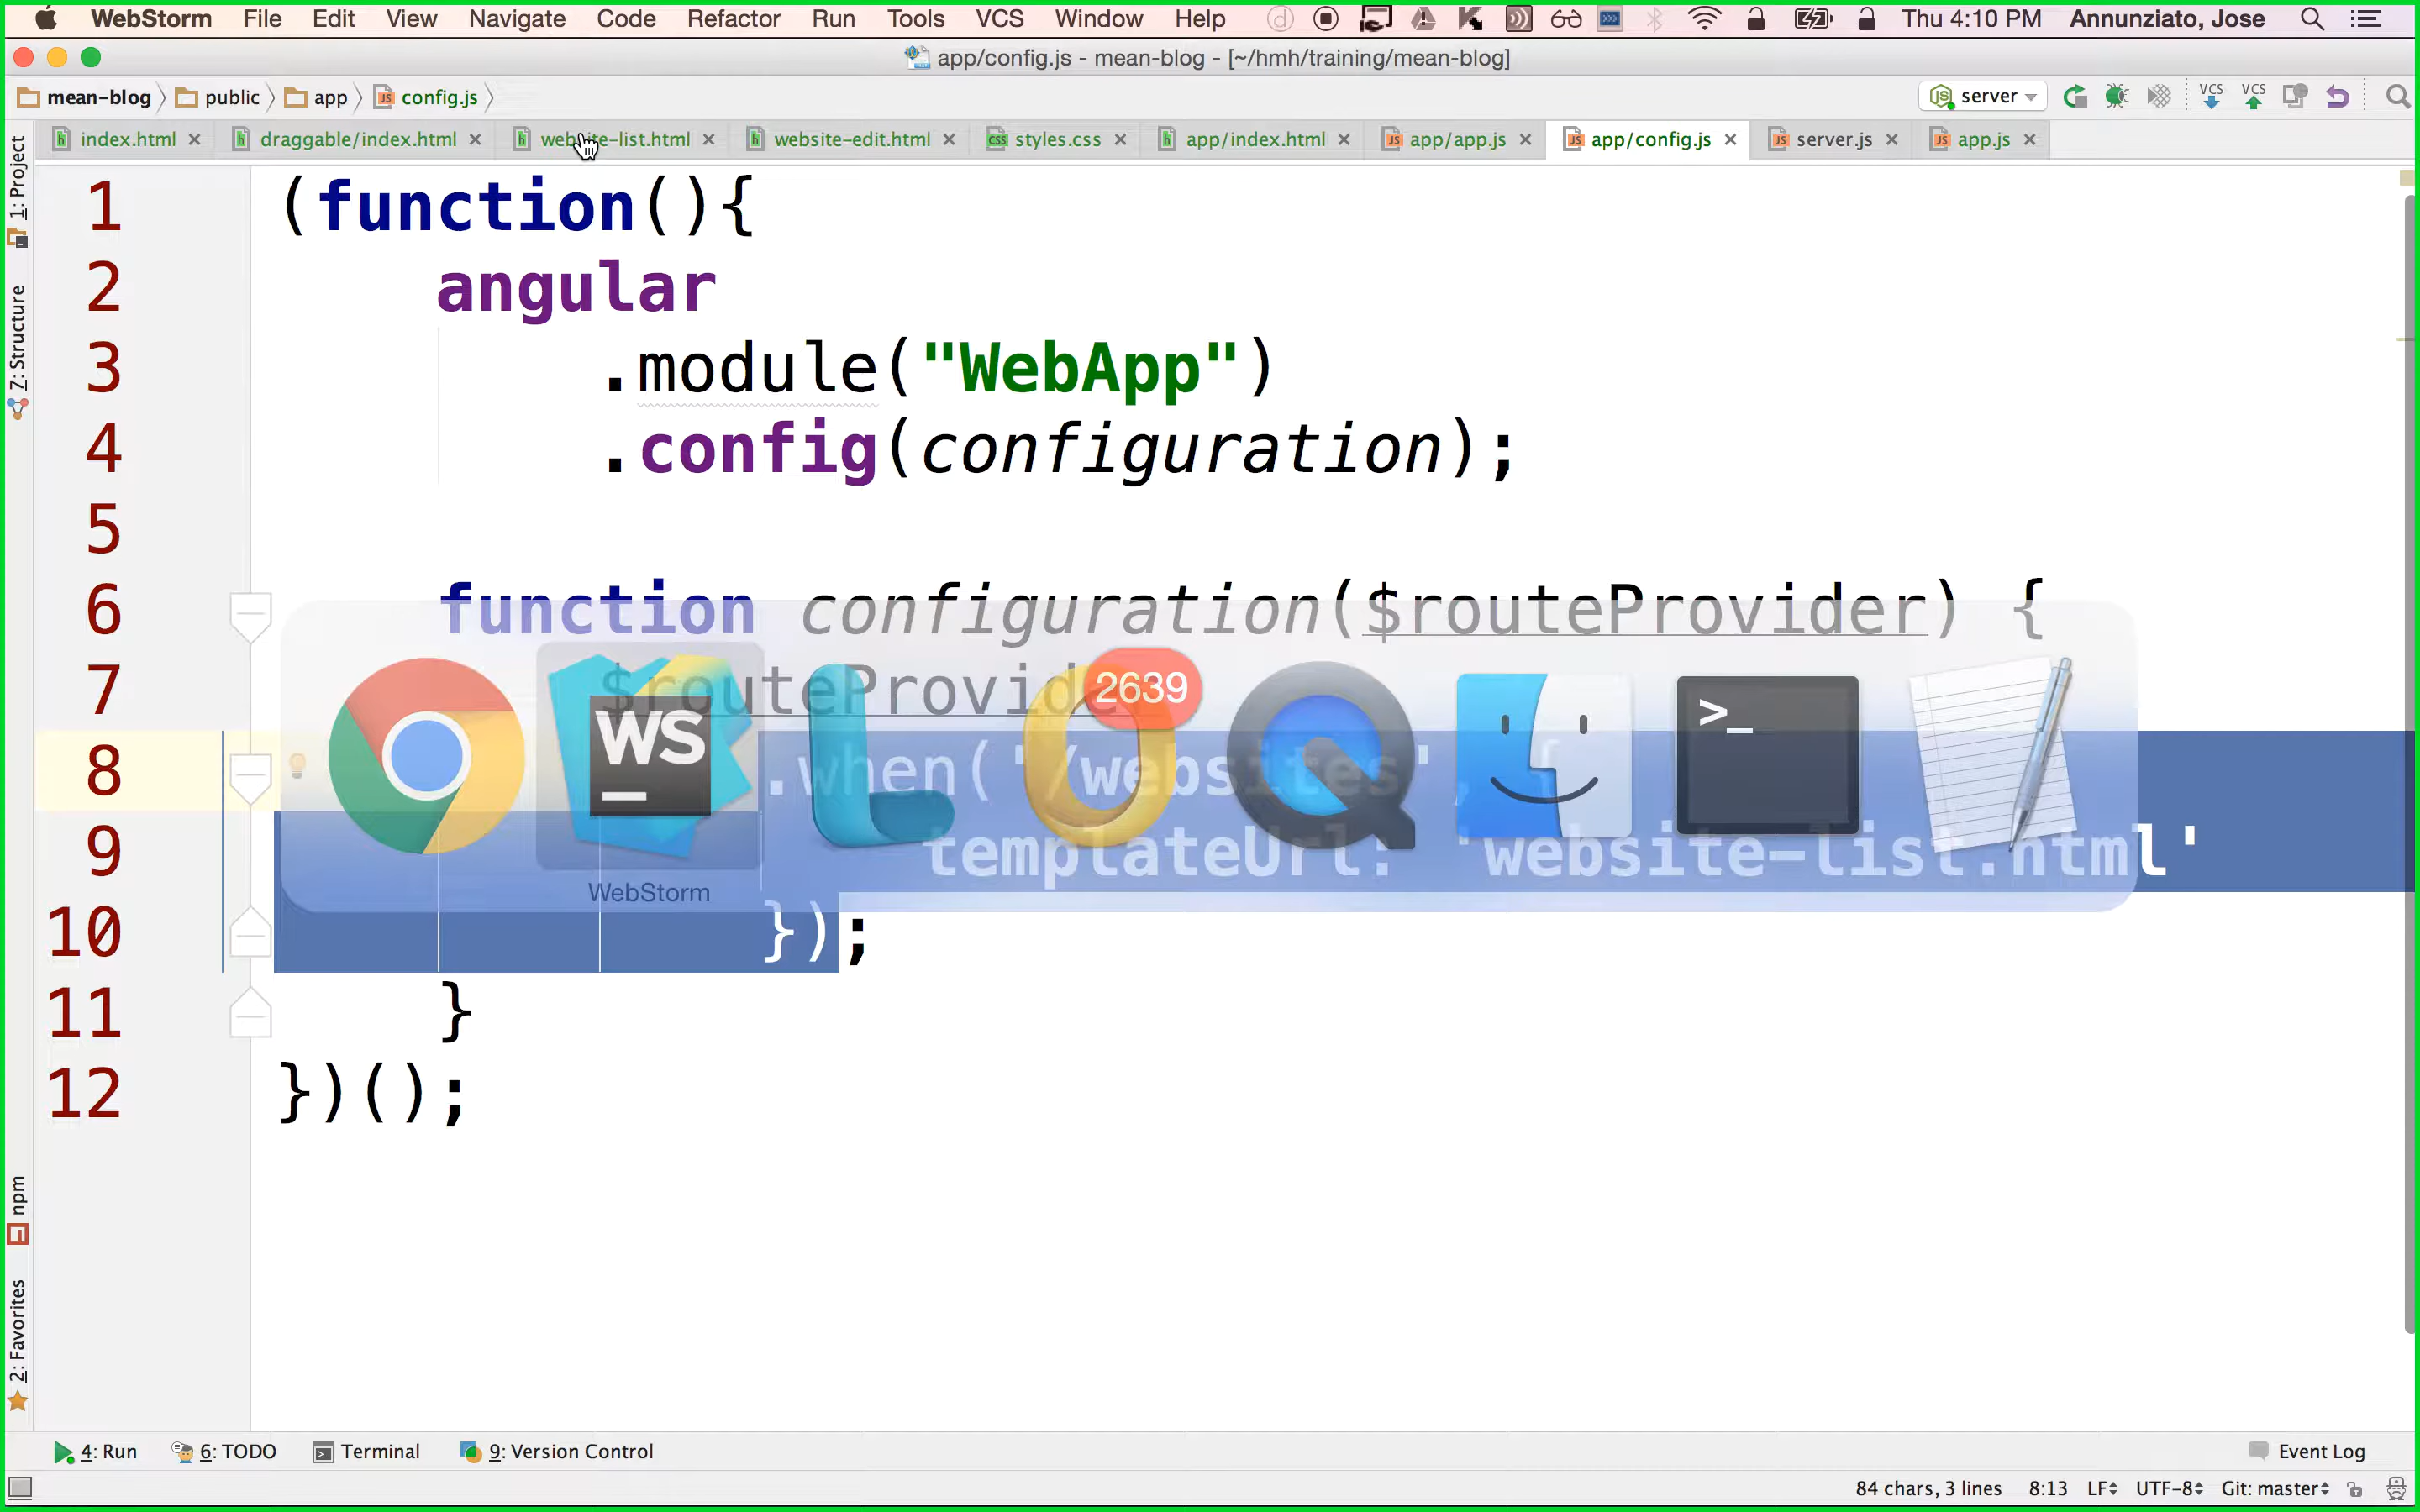 WebStorm File Edit View Navigate Code Refactor Run Tools VCS Window Help Thu 4:10 PM Annunziato, Jose
app/config.js - mean-blog - [~/hmh/training/mean-blog]
mean-blog public app config.js server VCS VCS
index.html draggable/index.html website-list.html website-edit.html styles.css app/index.html app/app.js app/config.js server.js app.js
1: Project
7: Structure
npm
2: Favorites
1 (function(){
2 angular
3 .module("WebApp")
4 .config(configuration);
5
6 function configuration($routeProvider) {
7 $routeProvider
8 .when('/websites', {
9 templateUrl: 'website-list.html'
10 });
11 }
12 })();
2639
WS
>_
WebStorm
4: Run 6: TODO Terminal 9: Version Control Event Log
84 chars, 3 lines 8:13 LF UTF-8 Git: master